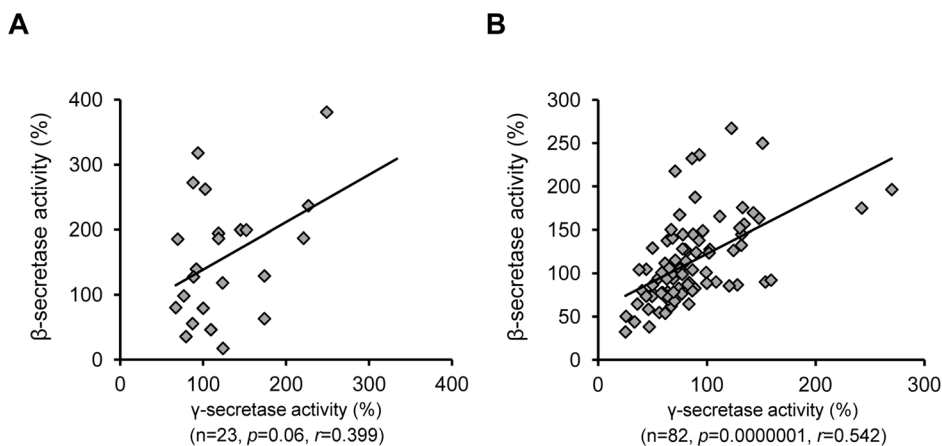 A
B
β-secretase activity (%)
400
300
200
100
0
0 100 200 300 400
γ-secretase activity (%)
(n=23, p=0.06, r=0.399)
β-secretase activity (%)
300
250
200
150
100
50
0
0 100 200 300
γ-secretase activity (%)
(n=82, p=0.0000001, r=0.542)